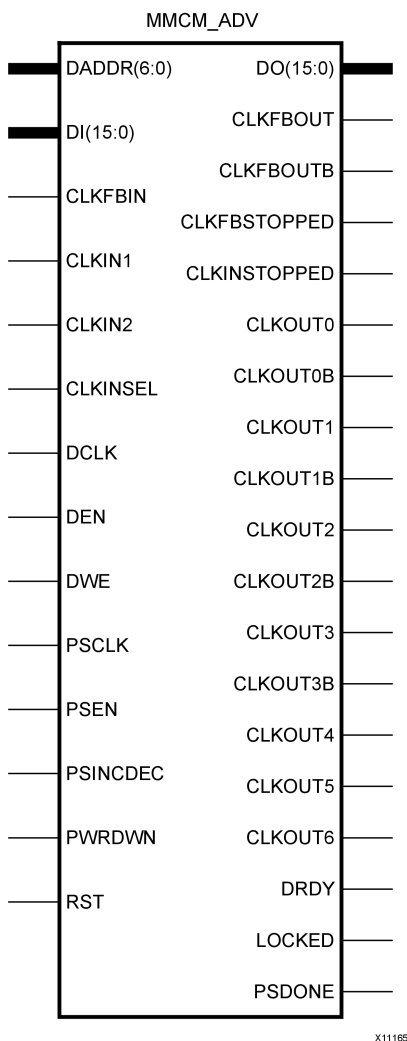 MMCM_ADV
DADDR(6:0)
DI(15:0)
CLKFBIN
CLKIN1
CLKIN2
CLKINSEL
DCLK
DEN
DWE
PSCLK
PSEN
PSINCDEC
PWRDWN
RST
DO(15:0)
CLKFBOUT
CLKFBOUTB
CLKFBSTOPPED
CLKINSTOPPED
CLKOUT0
CLKOUT0B
CLKOUT1
CLKOUT1B
CLKOUT2
CLKOUT2B
CLKOUT3
CLKOUT3B
CLKOUT4
CLKOUT5
CLKOUT6
DRDY
LOCKED
PSDONE
X11165